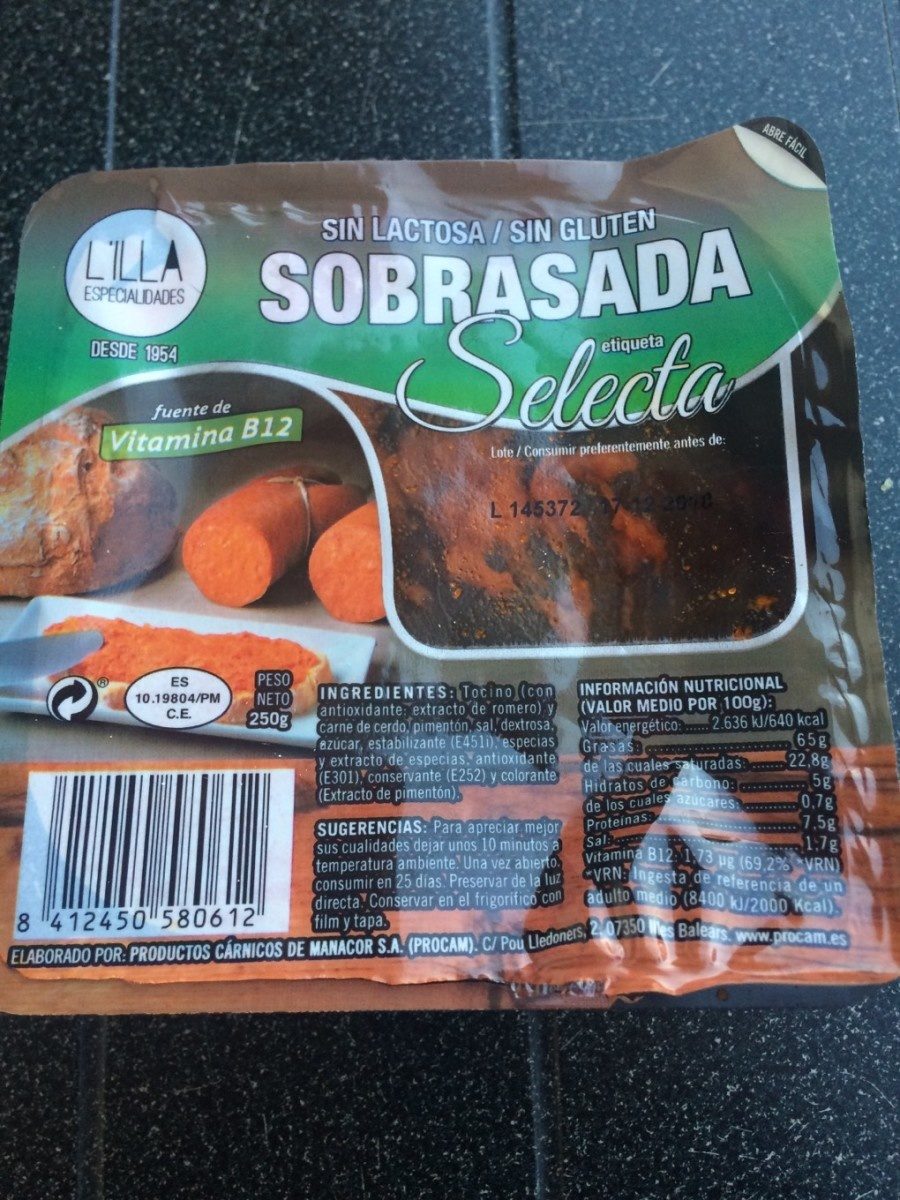 ABRE FÁCIL
SIN LACTOSA / SIN GLUTEN
SOBRASADA
etiqueta
Selecta
L'ILLA
ESPECIALIDADES
DESDE 1954
fuente de
Vitamina B12
Lote / Consumir preferentemente antes de:
L 145372 17-12-2018
®
ES
10.19804/PM
C.E.
PESO
NETO
250g
INGREDIENTES: Tocino (con
antioxidante: extracto de romero) y
carne de cerdo, pimentón, sal, dextrosa,
azúcar, estabilizante (E451i), especias
y extracto de especias, antioxidante
(E301), conservante (E252) y colorante
(Extracto de pimentón).
SUGERENCIAS: Para apreciar mejor
sus cualidades dejar unos 10 minutos a
temperatura ambiente. Una vez abierto,
consumir en 25 días. Preservar de la luz
directa. Conservar en el frigorífico con
film y tapa.
INFORMACIÓN NUTRICIONAL
(VALOR MEDIO POR 100g):
Valor energético: ...... 2.636 kJ/640 kcal
Grasas: ...... 65g
de las cuales saturadas: ...... 22,8g
Hidratos de carbono: ...... 5g
de los cuales azúcares: ...... 0,7g
Proteínas: ...... 7,5g
Sal: ...... 1,7g
Vitamina B12: 1,73 µg (69,2% *VRN)
*VRN: Ingesta de referencia de un
adulto medio (8400 kJ/2000 Kcal).
8 412450 580612
ELABORADO POR: PRODUCTOS CÁRNICOS DE MANACOR S.A. (PROCAM). C/ Pou Lledoners, 2. 07350 Illes Balears. www.procam.es